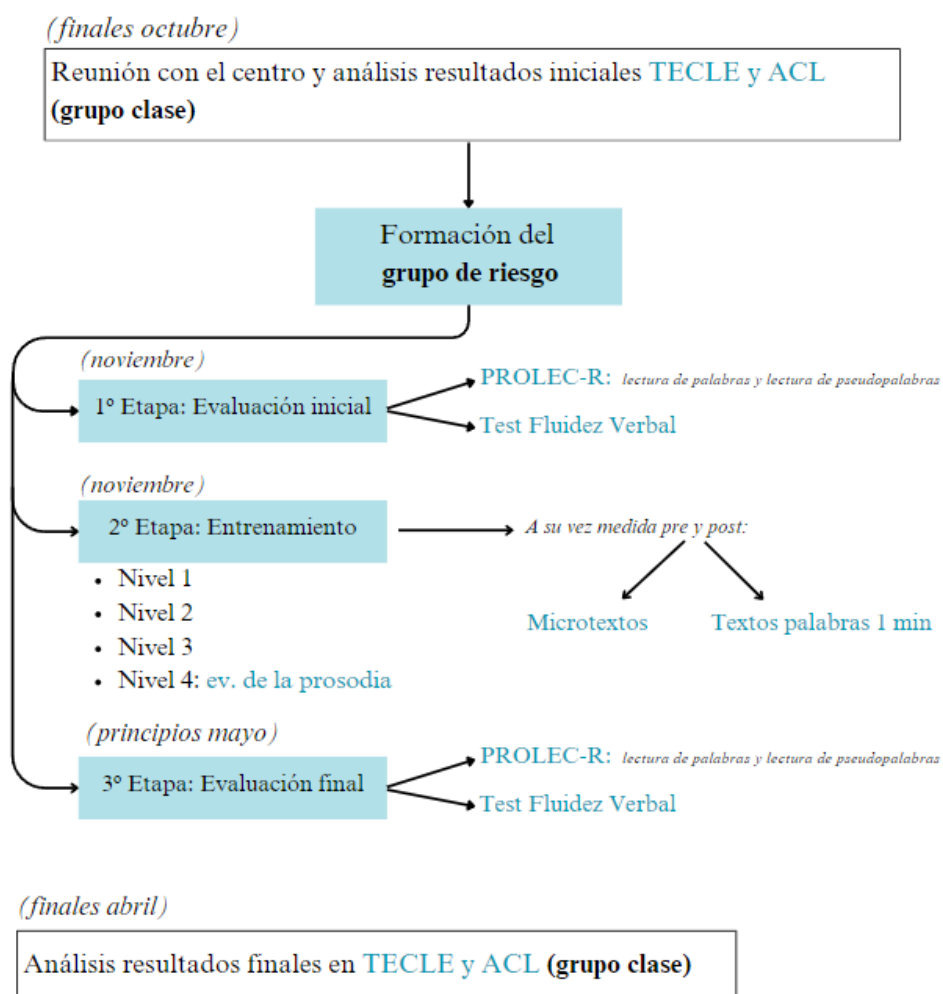 (finales octubre)
Reunión con el centro y análisis resultados iniciales TECLE y ACL
(grupo clase)
Formación del
grupo de riesgo
(noviembre)
1º Etapa: Evaluación inicial
PROLEC-R: lectura de palabras y lectura de pseudopalabras
Test Fluidez Verbal
(noviembre)
2º Etapa: Entrenamiento
A su vez medida pre y post:
• Nivel 1
• Nivel 2
• Nivel 3
• Nivel 4: ev. de la prosodia
Microtextos
Textos palabras 1 min
(principios mayo)
3º Etapa: Evaluación final
PROLEC-R: lectura de palabras y lectura de pseudopalabras
Test Fluidez Verbal
(finales abril)
Análisis resultados finales en TECLE y ACL (grupo clase)